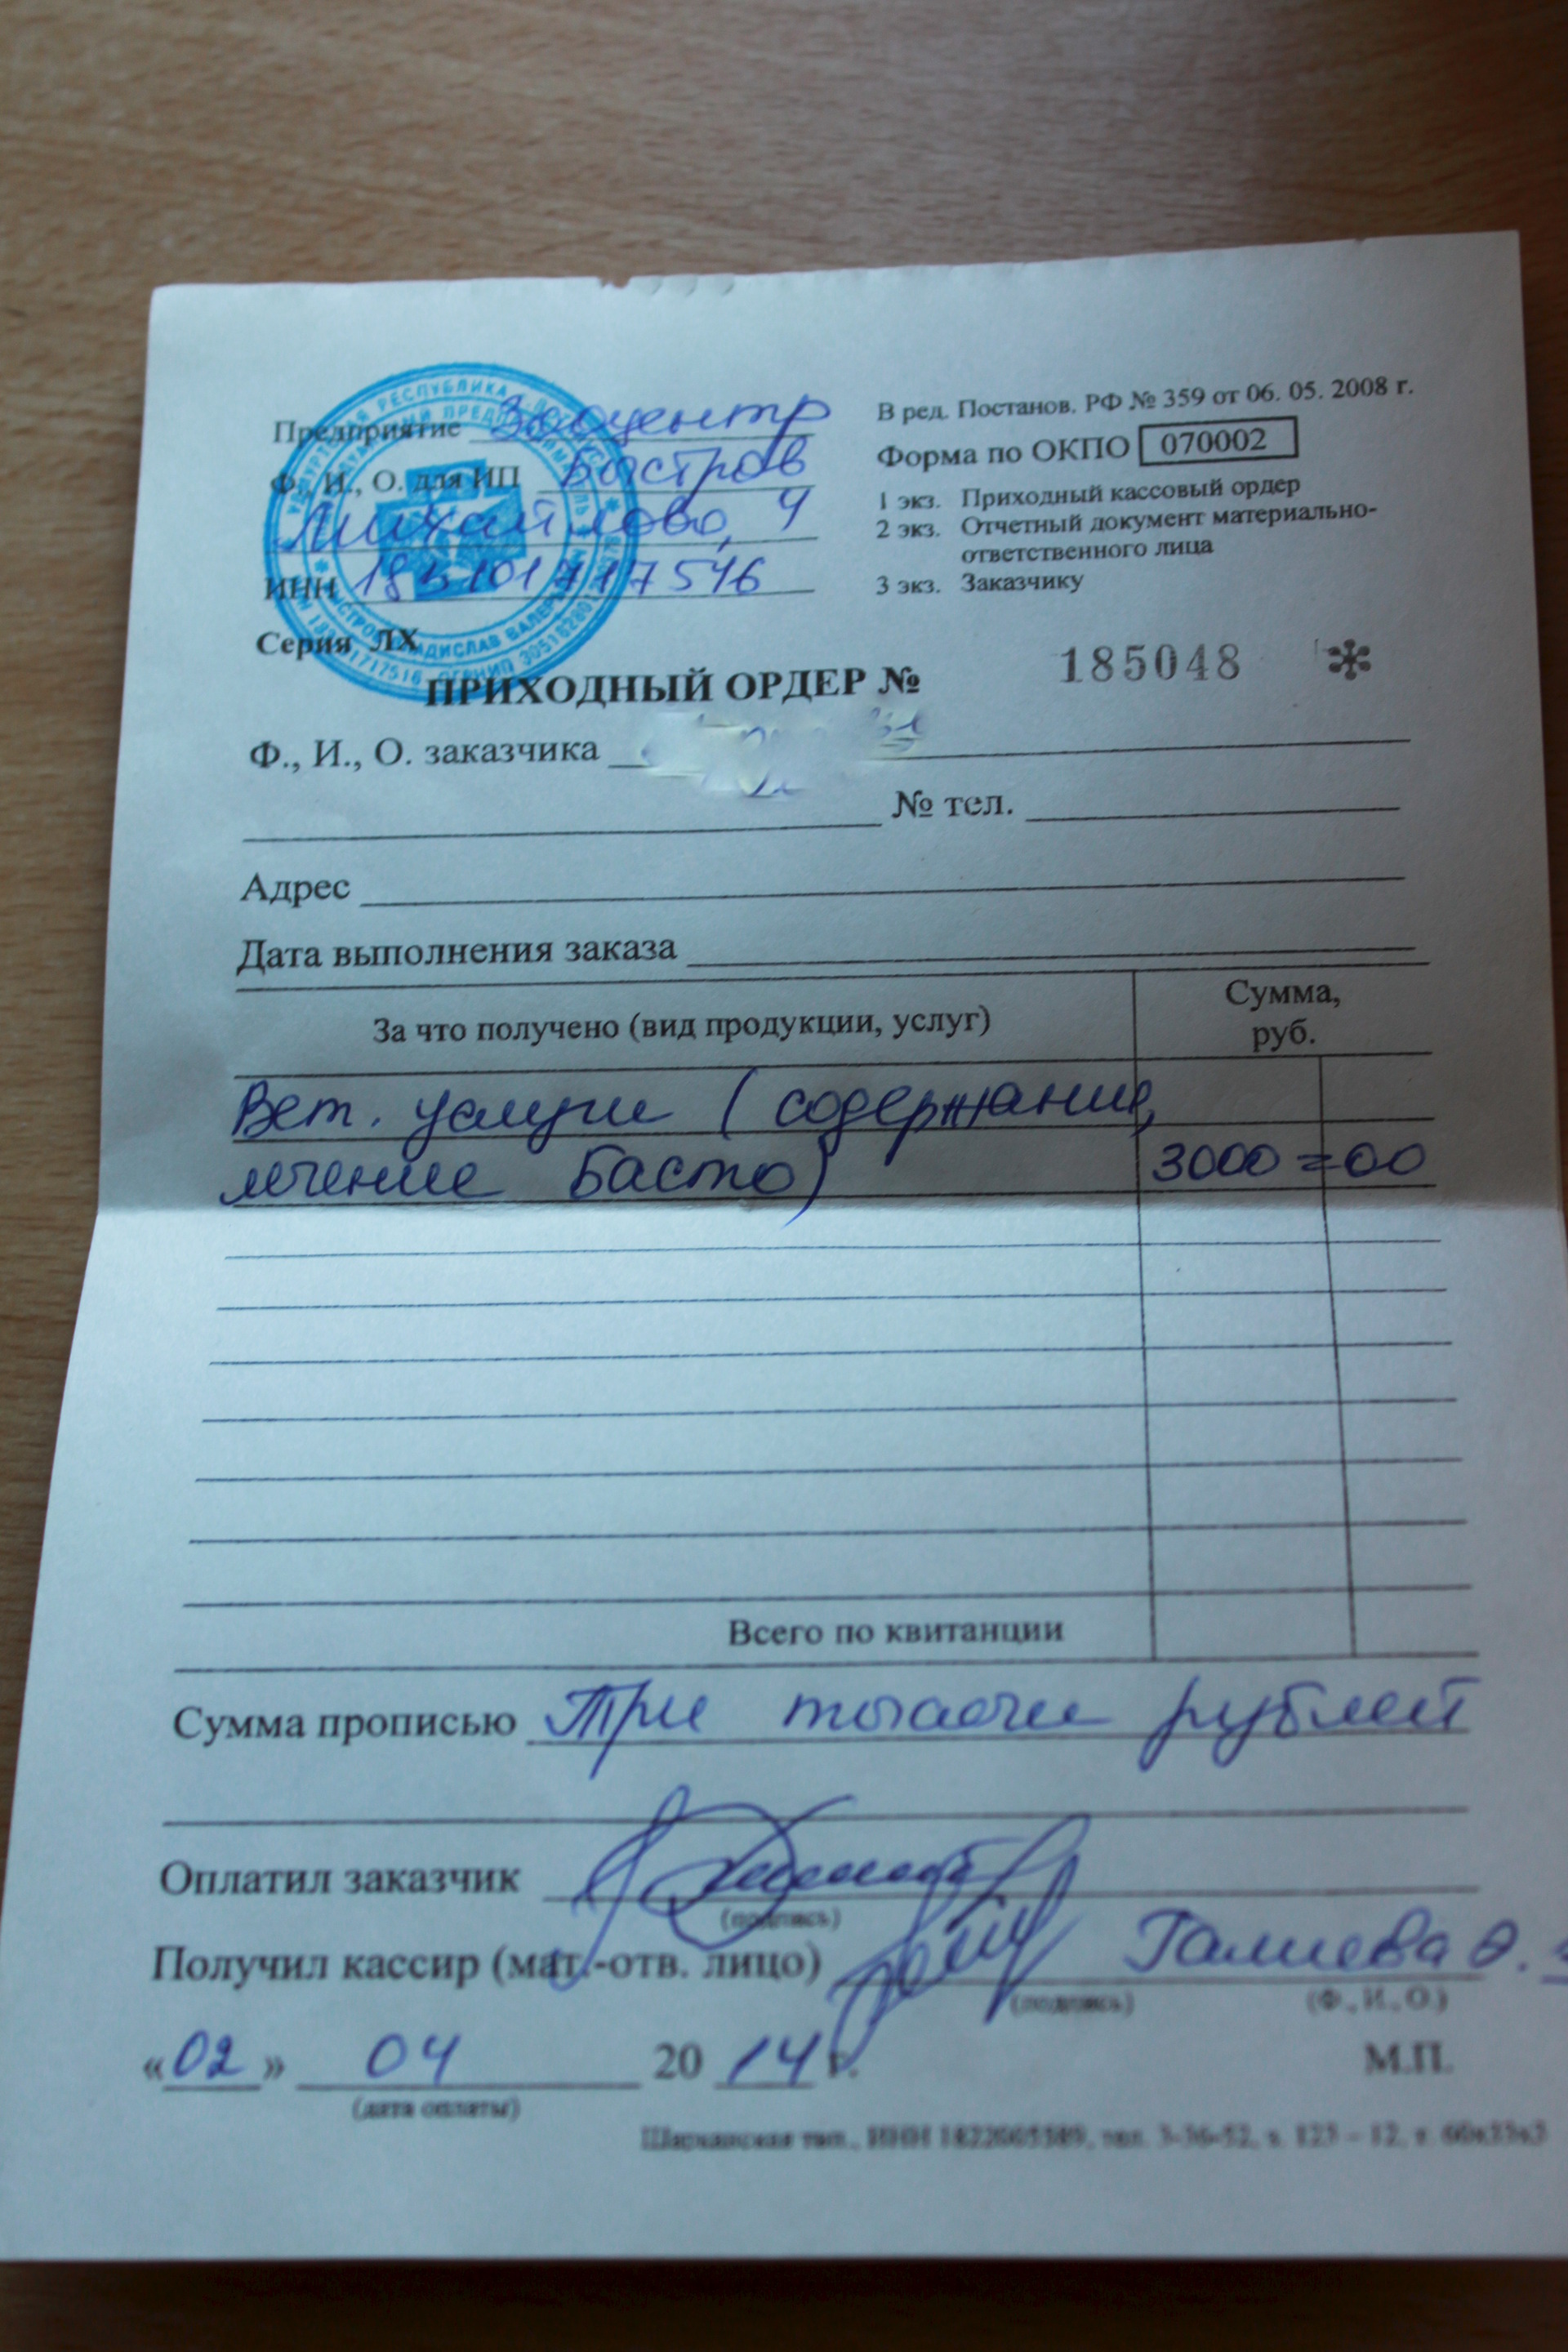 Предприятие Зооцентр
Ф., И., О. для ИП Быстров
Михайлова, 4
ИНН
Серия ЛХ
В ред. Постанов. РФ № 359 от 06. 05. 2008 г.
Форма по ОКПО 070002
1 экз. Приходный кассовый ордер
2 экз. Отчетный документ материально-
ответственного лица
3 экз. Заказчику
ПРИХОДНЫЙ ОРДЕР № 185048
Ф., И., О. заказчика
№ тел.
Адрес
Дата выполнения заказа
За что получено (вид продукции, услуг) Сумма, руб.
Вет. услуги (содержание,
лечение Басто) 3000=00
Всего по квитанции
Сумма прописью Три тысячи рублей
Оплатил заказчик
(подпись)
Получил кассир (мат.-отв. лицо) Галиева О.
(подпись) (Ф., И., О.)
«02» 04 2014 г. М.П.
(дата оплаты)